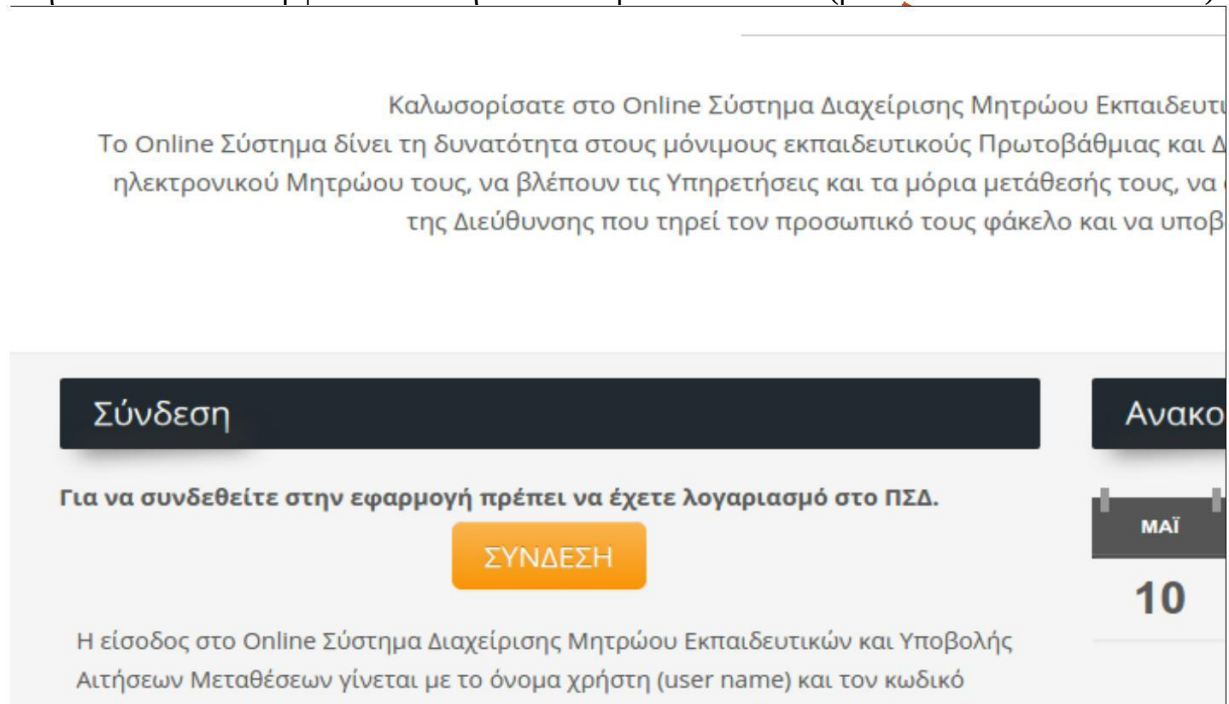 Καλωσορίσατε στο Online Σύστημα Διαχείρισης Μητρώου Εκπαιδευτι
Το Online Σύστημα δίνει τη δυνατότητα στους μόνιμους εκπαιδευτικούς Πρωτοβάθμιας και Δ
ηλεκτρονικού Μητρώου τους, να βλέπουν τις Υπηρετήσεις και τα μόρια μετάθεσής τους, να
της Διεύθυνσης που τηρεί τον προσωπικό τους φάκελο και να υποβ
Σύνδεση
Για να συνδεθείτε στην εφαρμογή πρέπει να έχετε λογαριασμό στο ΠΣΔ.
ΣΥΝΔΕΣΗ
Η είσοδος στο Online Σύστημα Διαχείρισης Μητρώου Εκπαιδευτικών και Υποβολής
Αιτήσεων Μεταθέσεων γίνεται με το όνομα χρήστη (user name) και τον κωδικό
Ανακο
ΜΑΪ
10